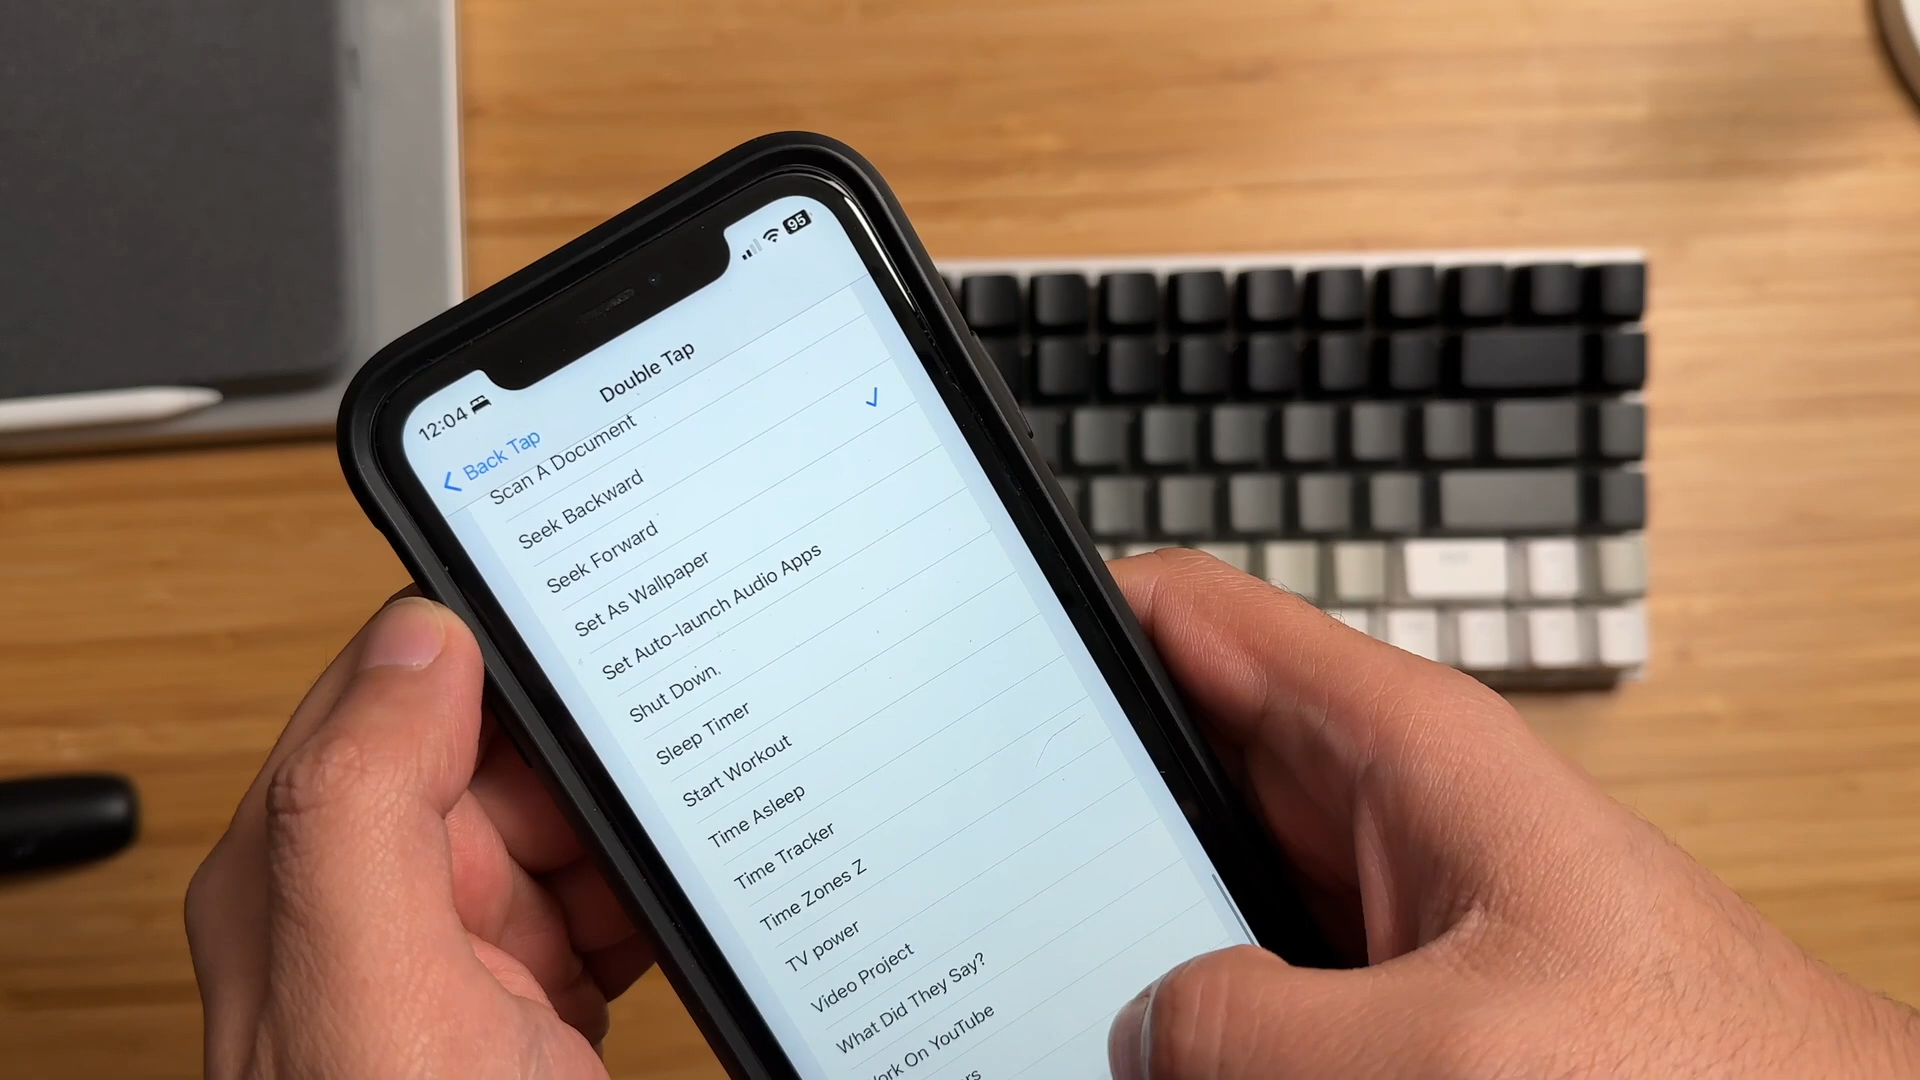 12:04
95
Back Tap
Double Tap
Scan A Document
Seek Backward
Seek Forward
Set As Wallpaper
Set Auto-launch Audio Apps
Shut Down.
Sleep Timer
Start Workout
Time Asleep
Time Tracker
Time Zones Z
TV power
Video Project
What Did They Say?
On YouTube